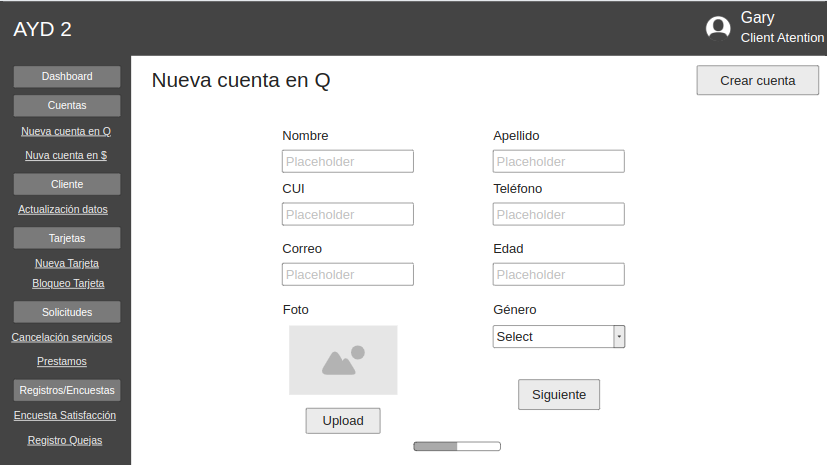 AYD 2
Gary
Client Atention
Dashboard
Cuentas
Nueva cuenta en Q
Nuva cuenta en $
Cliente
Actualización datos
Tarjetas
Nueva Tarjeta
Bloqueo Tarjeta
Solicitudes
Cancelación servicios
Prestamos
Registros/Encuestas
Encuesta Satisfacción
Registro Quejas
Nueva cuenta en Q
Crear cuenta
Nombre
Apellido
Placeholder
Placeholder
CUI
Teléfono
Placeholder
Placeholder
Correo
Edad
Placeholder
Placeholder
Foto
Género
Select
Siguiente
Upload